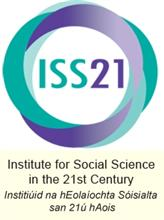 ISS21
Institute for Social Science
in the 21st Century
Institiúid na hEolaíochta Sóisialta
san 21ú hAois